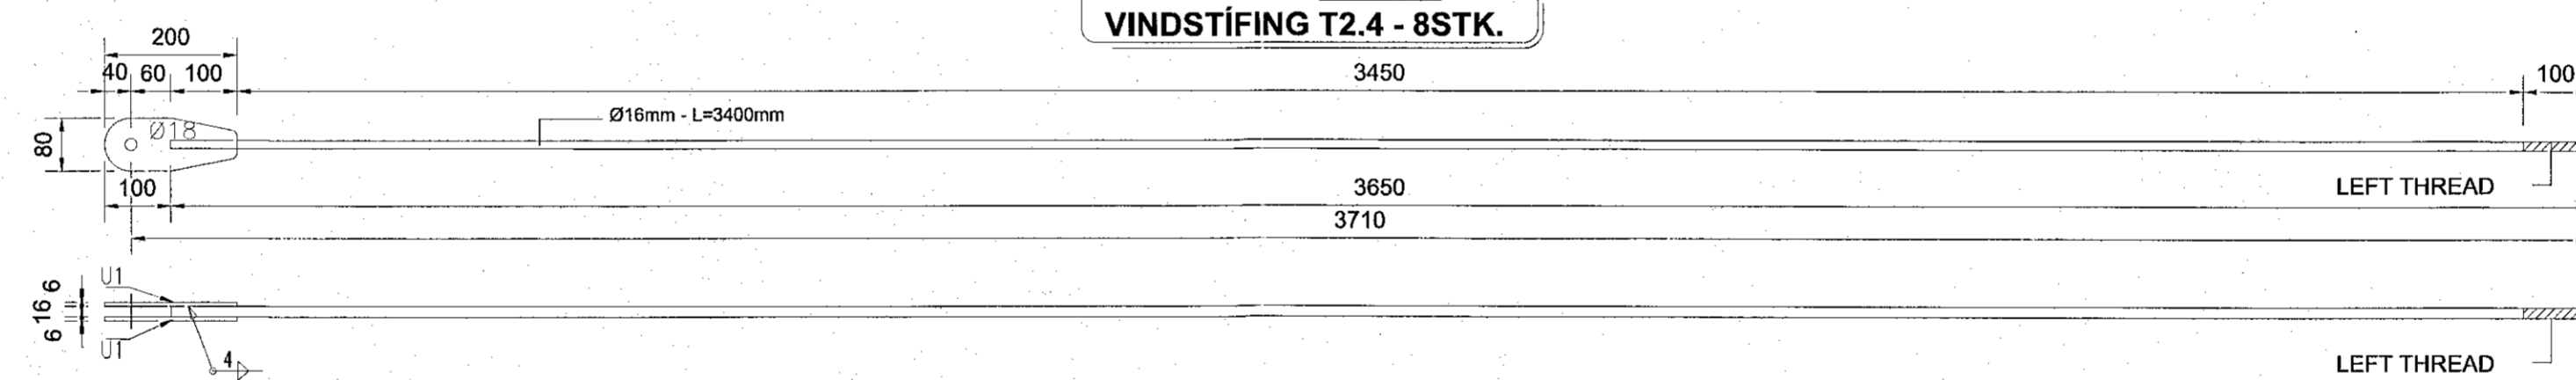 VINDSTÍFING T2.4 - 8STK.
200
40 60 100
3450
100
Ø16mm - L=3400mm
Ø18
80
100
3650
LEFT THREAD
3710
U1
6
16
6
U1
4
LEFT THREAD